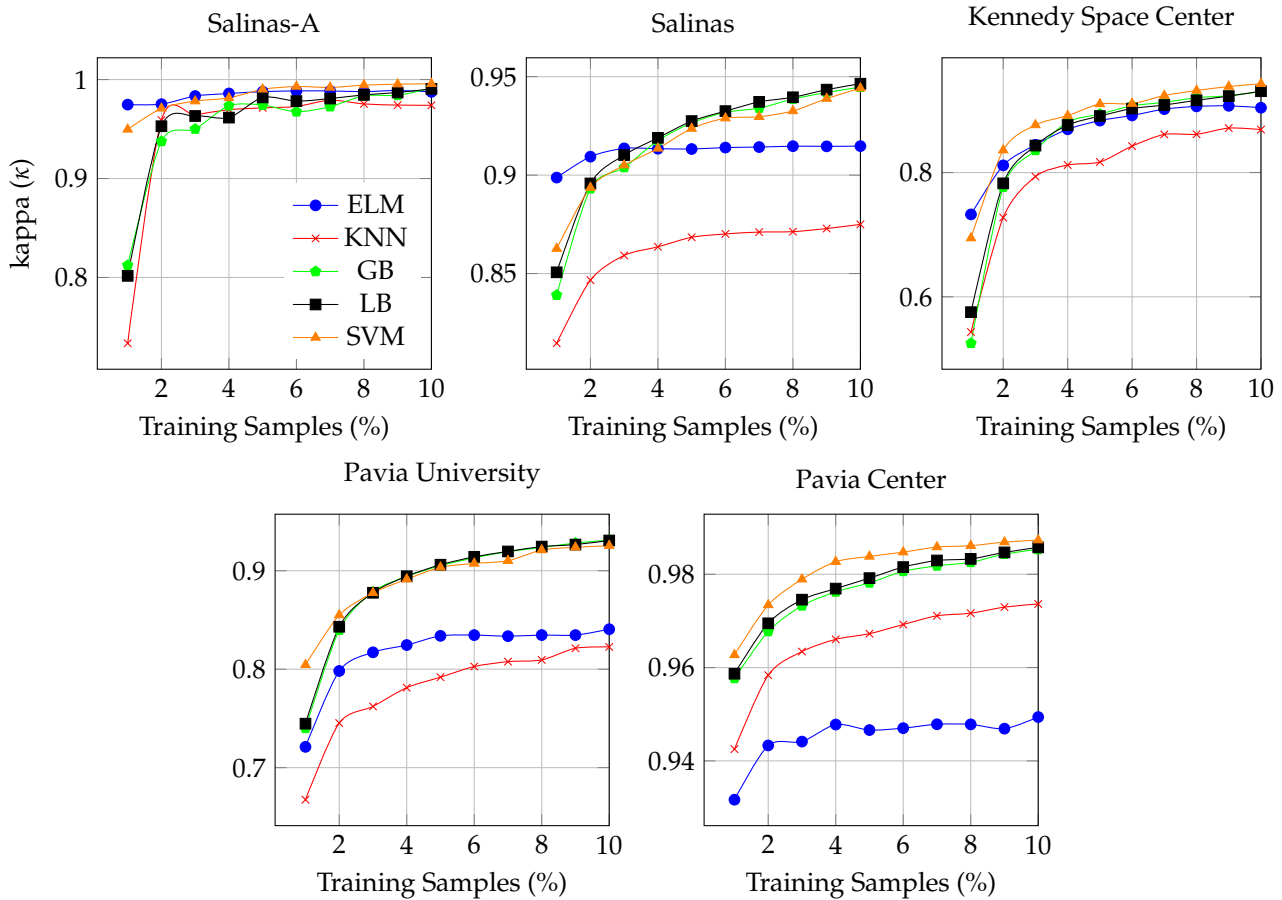 Salinas-A
1
0.9
0.8
kappa (κ)
ELM
KNN
GB
LB
SVM
2 4 6 8 10
Training Samples (%)
Salinas
0.95
0.9
0.85
2 4 6 8 10
Training Samples (%)
Kennedy Space Center
0.8
0.6
2 4 6 8 10
Training Samples (%)
Pavia University
0.9
0.8
0.7
2 4 6 8 10
Training Samples (%)
Pavia Center
0.98
0.96
0.94
2 4 6 8 10
Training Samples (%)